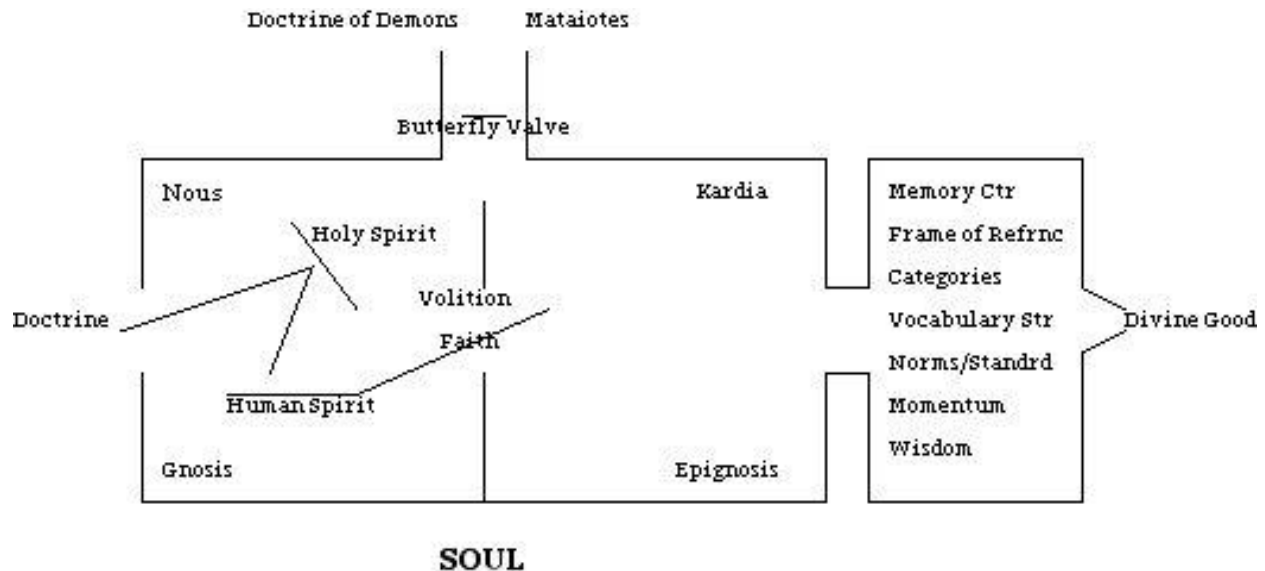 Doctrine of Demons
Mataiotes
Butterfly Valve
Nous
Kardia
Memory Ctr
Holy Spirit
Frame of Refrnc
Categories
Volition
Doctrine
Vocabulary Str
Divine Good
Faith
Norms/Standrd
Human Spirit
Momentum
Wisdom
Gnosis
Epignosis
SOUL